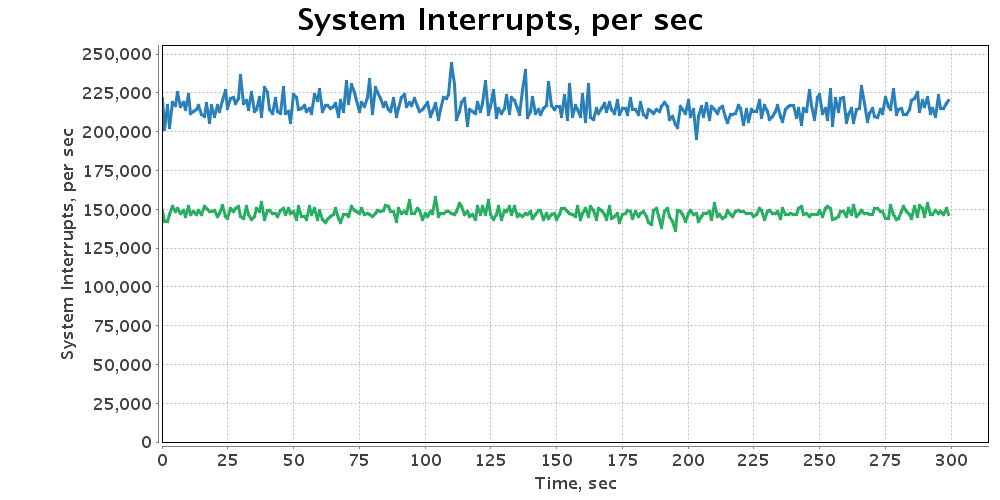 System Interrupts, per sec
System Interrupts, per sec
250,000
225,000
200,000
175,000
150,000
125,000
100,000
75,000
50,000
25,000
0
0 25 50 75 100 125 150 175 200 225 250 275 300
Time, sec